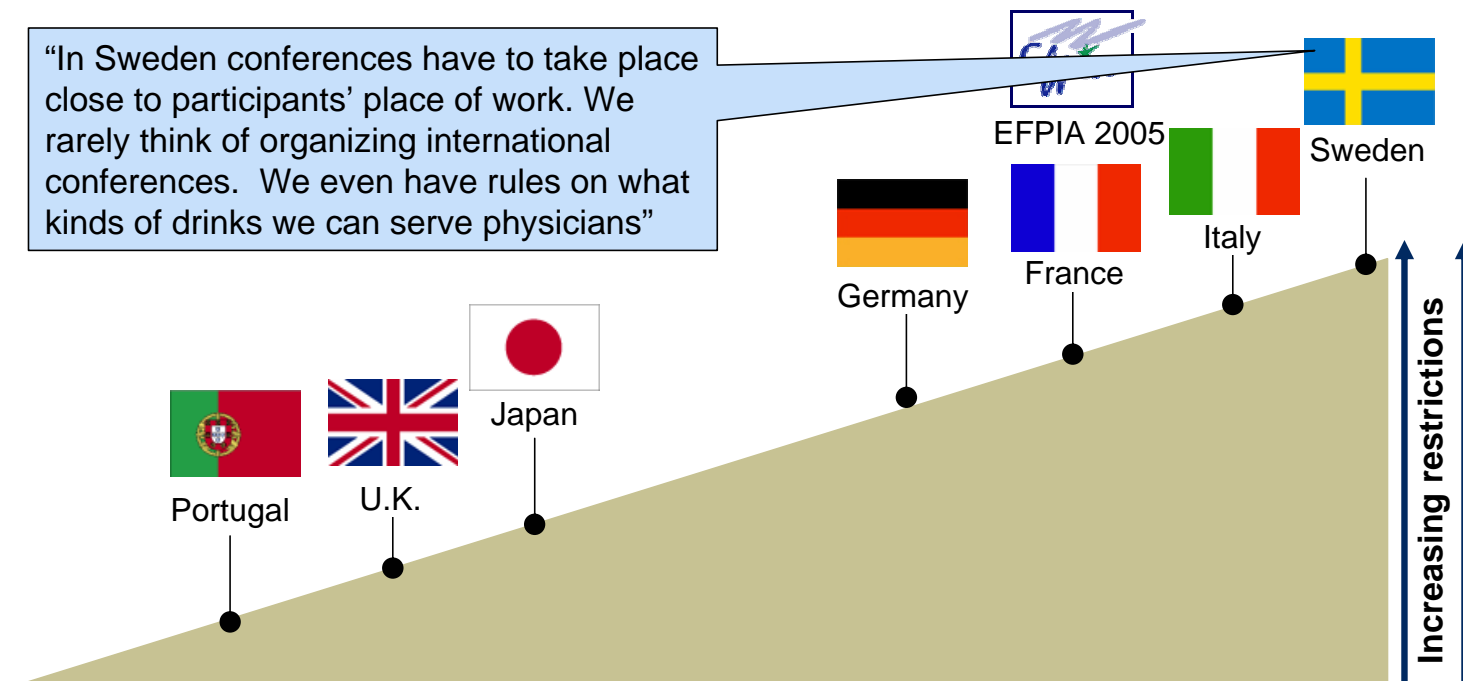 “In Sweden conferences have to take place
close to participants’ place of work. We
rarely think of organizing international
conferences.  We even have rules on what
kinds of drinks we can serve physicians”
EFPIA 2005
Sweden
Italy
France
Germany
Japan
U.K.
Portugal
Increasing restrictions